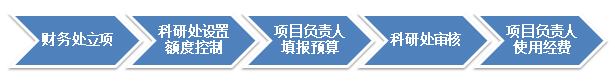 财务处立项
科研处设置
额度控制
项目负责人
填报预算
科研处审核
项目负责人
使用经费